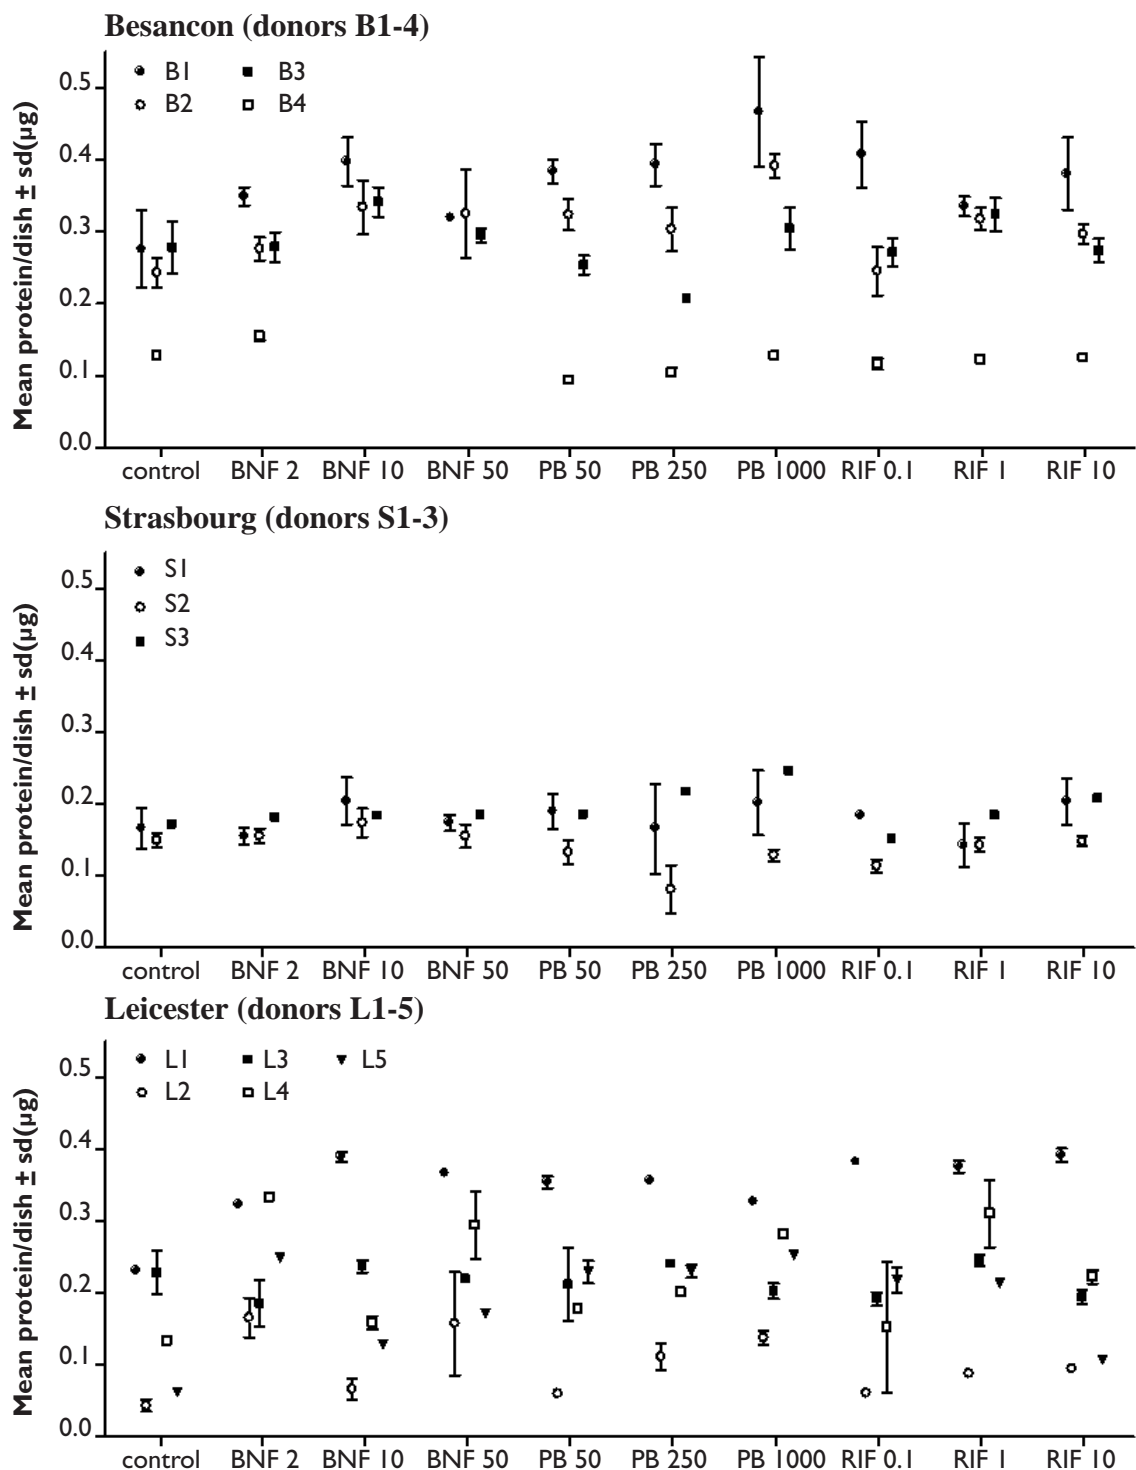 Besancon (donors B1-4)
Mean protein/dish ± sd(µg)
B1 B3
B2 B4
0.5
0.4
0.3
0.2
0.1
0.0
control BNF 2 BNF 10 BNF 50 PB 50 PB 250 PB 1000 RIF 0.1 RIF 1 RIF 10
Strasbourg (donors S1-3)
Mean protein/dish ± sd(µg)
S1
S2
S3
0.5
0.4
0.3
0.2
0.1
0.0
control BNF 2 BNF 10 BNF 50 PB 50 PB 250 PB 1000 RIF 0.1 RIF 1 RIF 10
Leicester (donors L1-5)
Mean protein/dish ± sd(µg)
L1 L3 L5
L2 L4
0.5
0.4
0.3
0.2
0.1
0.0
control BNF 2 BNF 10 BNF 50 PB 50 PB 250 PB 1000 RIF 0.1 RIF 1 RIF 10